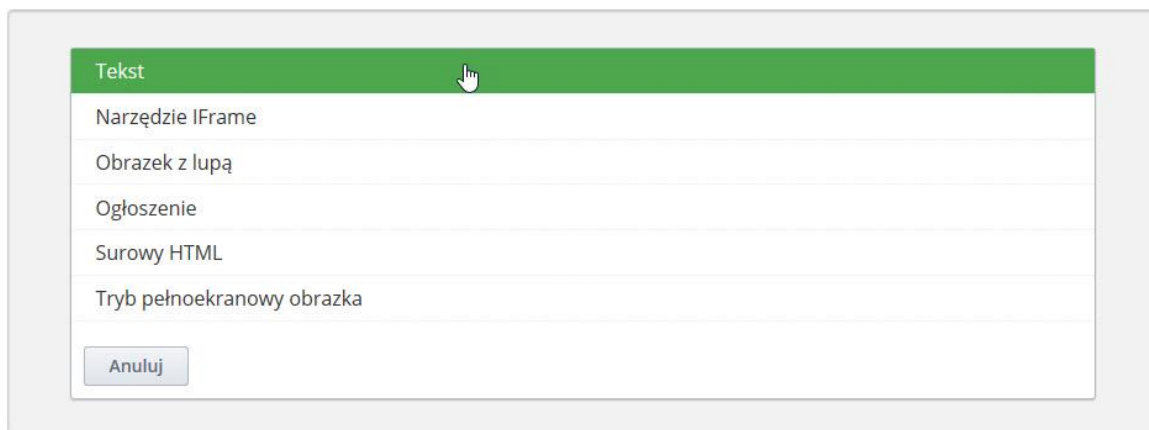 Tekst
Narzędzie IFrame
Obrazek z lupą
Ogłoszenie
Surowy HTML
Tryb pełnoekranowy obrazka
Anuluj